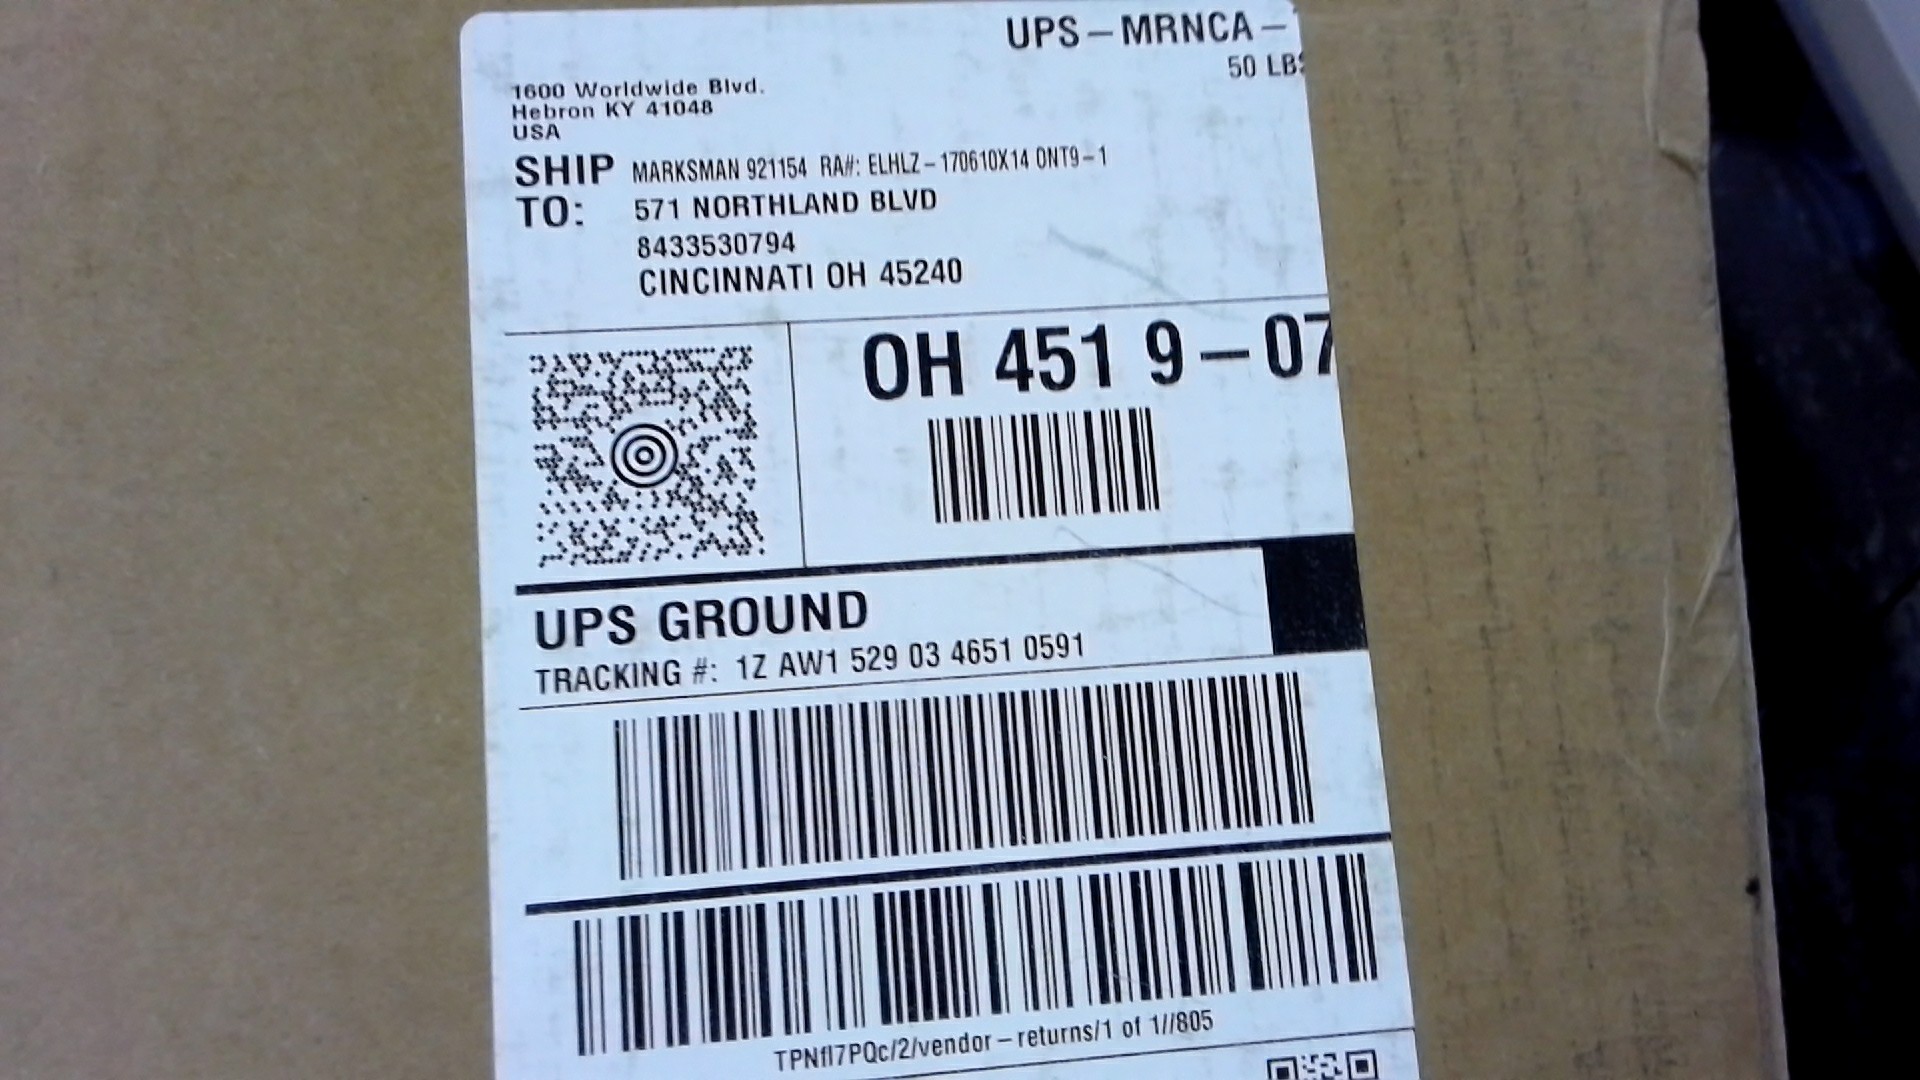 UPS-MRNCA-
50 LBS
1600 Worldwide Blvd.
Hebron KY 41048
USA
SHIP TO: MARKSMAN 921154 RA#: ELHLZ-170610X14 ONT9-1
571 NORTHLAND BLVD
8433530794
CINCINNATI OH 45240
OH 451 9-07
UPS GROUND
TRACKING #: 1Z AW1 529 03 4651 0591
TPNfl7PQc/2/vendor-returns/1 of 1//805